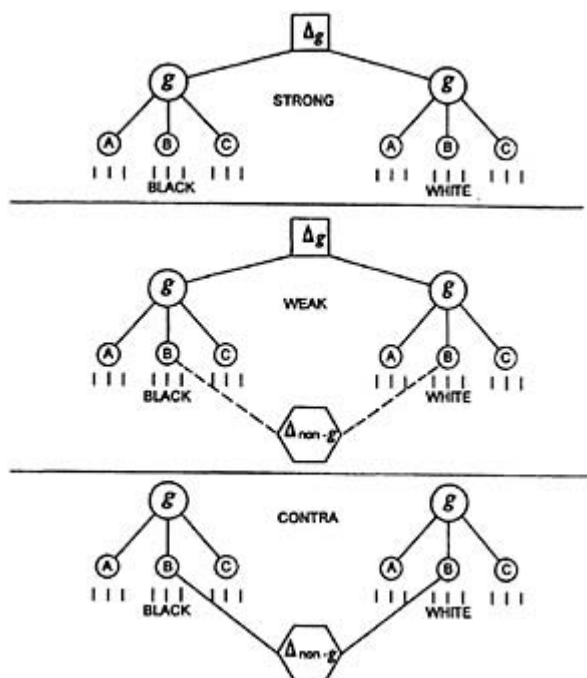 Δg
g g
STRONG
A B C A B C
BLACK WHITE
Δg
g g
WEAK
A B C A B C
BLACK WHITE
Δnon-g
g g
CONTRA
A B C A B C
BLACK WHITE
Δnon-g